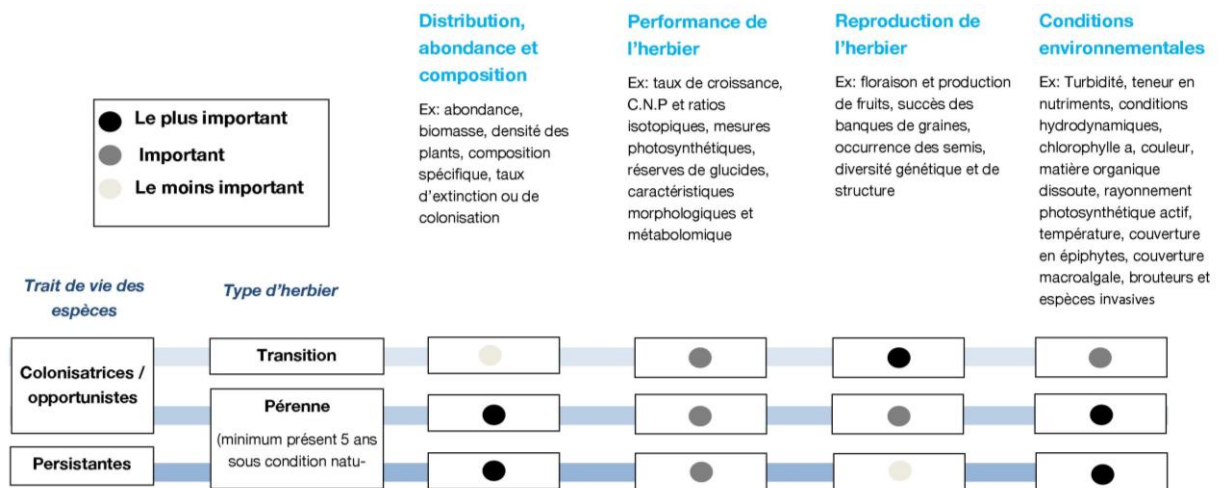 Distribution,
abondance et
composition
Ex: abondance,
biomasse, densité des
plants, composition
spécifique, taux
d'extinction ou de
colonisation
Performance de
l'herbier
Ex: taux de croissance,
C.N.P et ratios
isotopiques, mesures
photosynthétiques,
réserves de glucides,
caractéristiques
morphologiques et
métabolomique
Reproduction de
l'herbier
Ex: floraison et production
de fruits, succès des
banques de graines,
occurrence des semis,
diversité génétique et de
structure
Conditions
environnementales
Ex: Turbidité, teneur en
nutriments, conditions
hydrodynamiques,
chlorophylle a, couleur,
matière organique
dissoute, rayonnement
photosynthétique actif,
température, couverture
en épiphytes, couverture
macroalgale, brouteurs et
espèces invasives
Le plus important
Important
Le moins important
Trait de vie des
espèces
Type d'herbier
Colonisatrices /
opportunistes
Transition
Pérenne
(minimum présent 5 ans
sous condition natu-
Persistantes